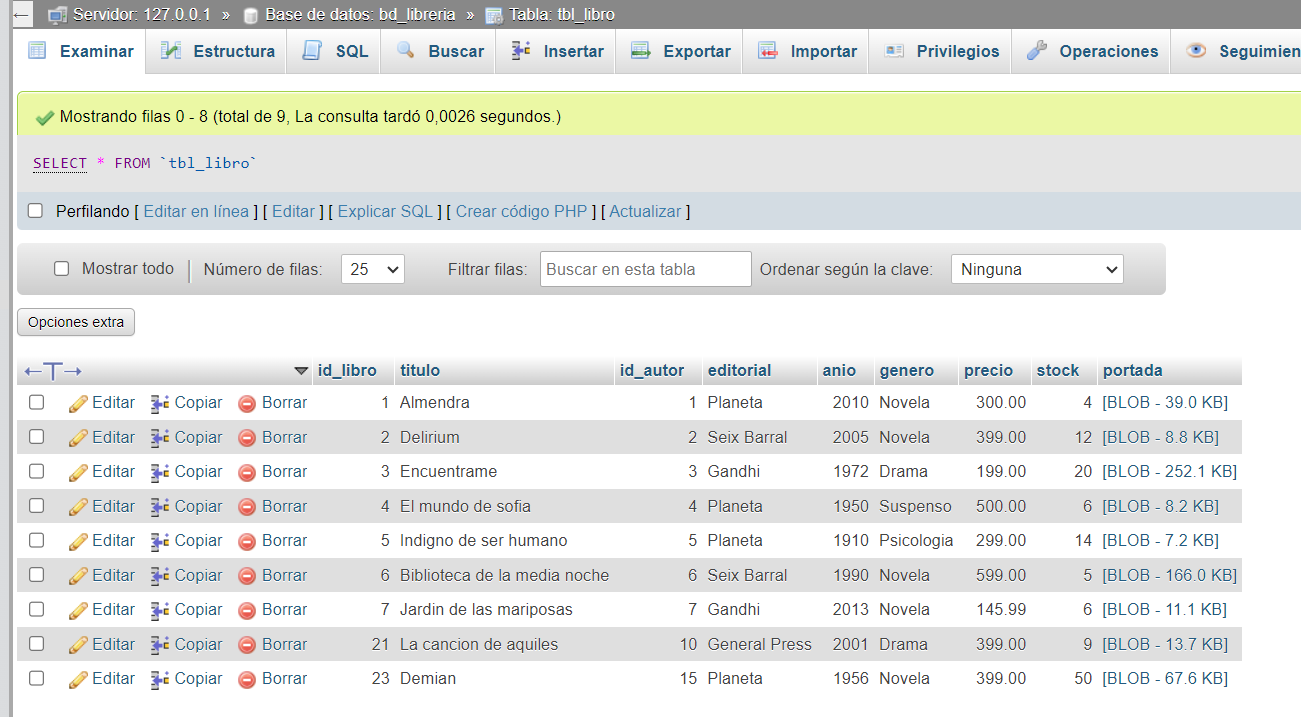 ← Servidor: 127.0.0.1 » Base de datos: bd_libreria » Tabla: tbl_libro
Examinar Estructura SQL Buscar Insertar Exportar Importar Privilegios Operaciones Seguimien
Mostrando filas 0 - 8 (total de 9, La consulta tardó 0,0026 segundos.)
SELECT * FROM `tbl_libro`
Perfilando [ Editar en línea ] [ Editar ] [ Explicar SQL ] [ Crear código PHP ] [ Actualizar ]
Mostrar todo Número de filas: 25 Filtrar filas: Buscar en esta tabla Ordenar según la clave: Ninguna
Opciones extra
←T→ id_libro titulo id_autor editorial anio genero precio stock portada
Editar Copiar Borrar 1 Almendra 1 Planeta 2010 Novela 300.00 4 [BLOB - 39.0 KB]
Editar Copiar Borrar 2 Delirium 2 Seix Barral 2005 Novela 399.00 12 [BLOB - 8.8 KB]
Editar Copiar Borrar 3 Encuentrame 3 Gandhi 1972 Drama 199.00 20 [BLOB - 252.1 KB]
Editar Copiar Borrar 4 El mundo de sofia 4 Planeta 1950 Suspenso 500.00 6 [BLOB - 8.2 KB]
Editar Copiar Borrar 5 Indigno de ser humano 5 Planeta 1910 Psicologia 299.00 14 [BLOB - 7.2 KB]
Editar Copiar Borrar 6 Biblioteca de la media noche 6 Seix Barral 1990 Novela 599.00 5 [BLOB - 166.0 KB]
Editar Copiar Borrar 7 Jardin de las mariposas 7 Gandhi 2013 Novela 145.99 6 [BLOB - 11.1 KB]
Editar Copiar Borrar 21 La cancion de aquiles 10 General Press 2001 Drama 399.00 9 [BLOB - 13.7 KB]
Editar Copiar Borrar 23 Demian 15 Planeta 1956 Novela 399.00 50 [BLOB - 67.6 KB]